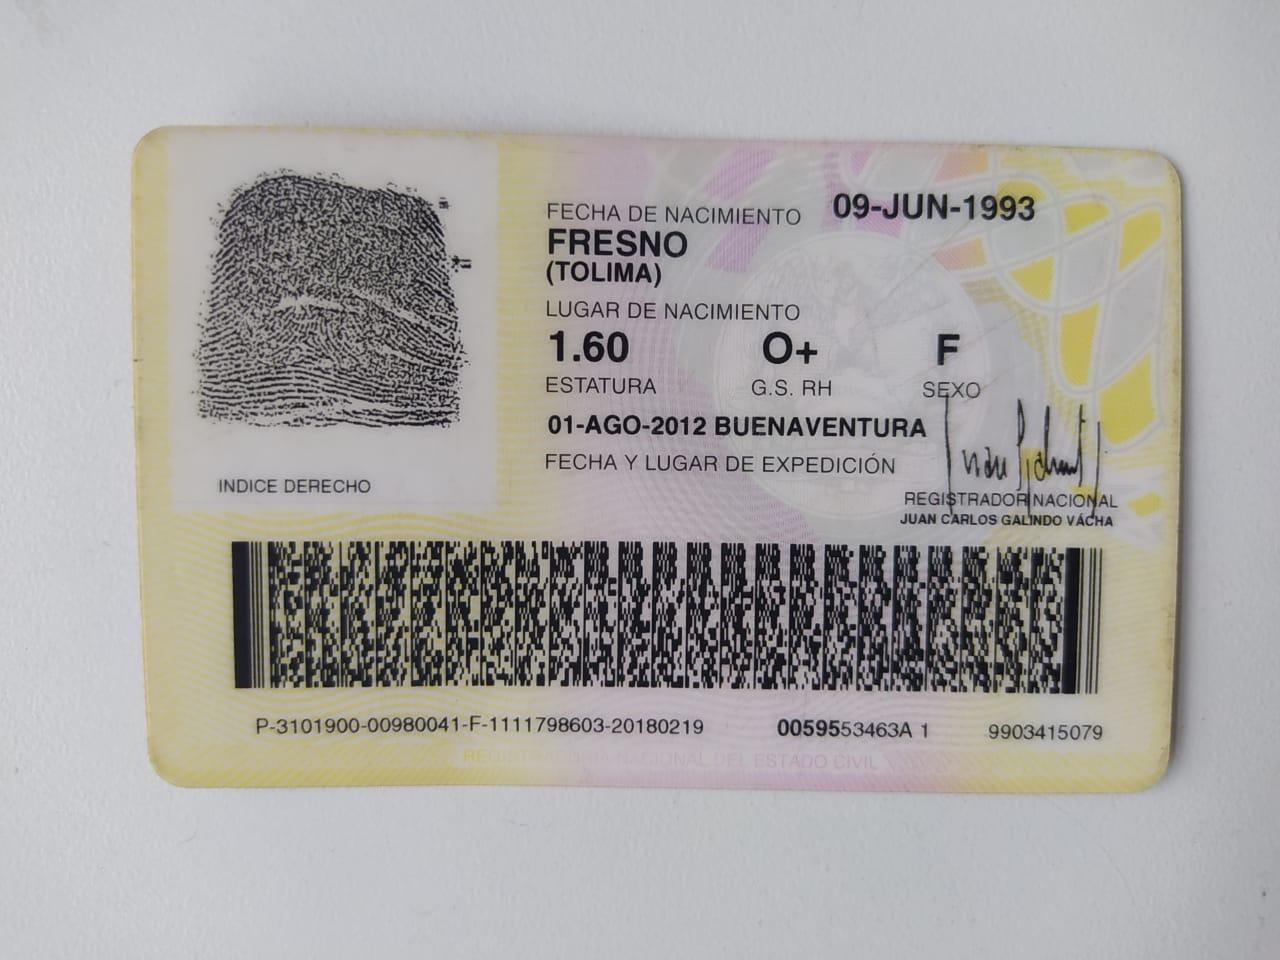 FECHA DE NACIMIENTO 09-JUN-1993
FRESNO
(TOLIMA)
LUGAR DE NACIMIENTO
1.60 O+ F
ESTATURA G.S. RH SEXO
01-AGO-2012 BUENAVENTURA
FECHA Y LUGAR DE EXPEDICIÓN
INDICE DERECHO
REGISTRADOR NACIONAL
JUAN CARLOS GALINDO VÁCHA
P-3101900-00980041-F-1111798603-20180219 0059553463A 1 9903415079
REGISTRADURIA NACIONAL DEL ESTADO CIVIL